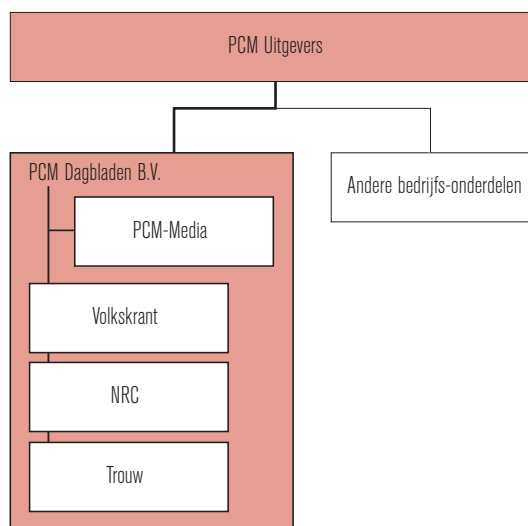 PCM Uitgevers
PCM Dagbladen B.V.
Andere bedrijfs-onderdelen
PCM-Media
Volkskrant
NRC
Trouw